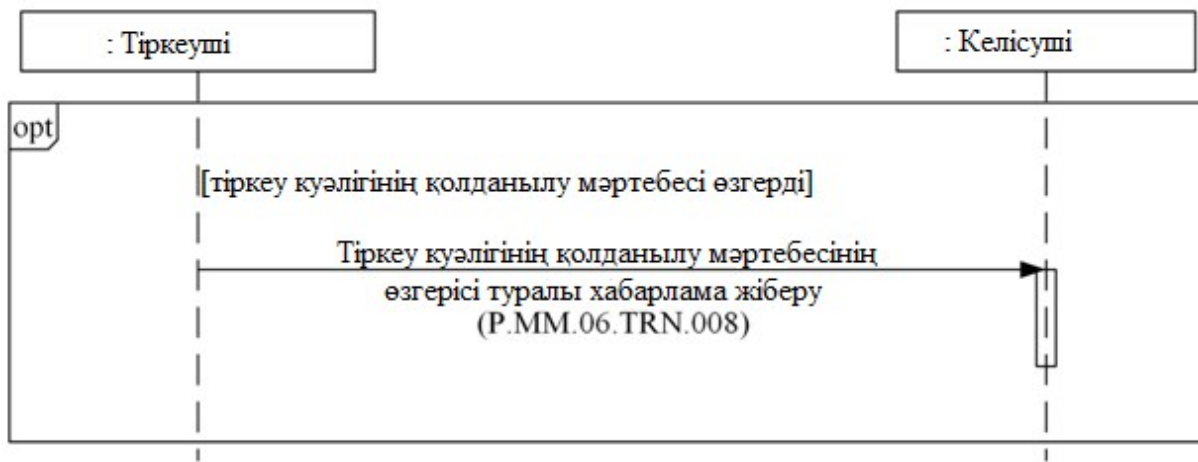 : Тіркеуші
: Келісуші
opt
[тіркеу куәлігінің қолданылу мәртебесі өзгерді]
Тіркеу куәлігінің қолданылу мәртебесінің
өзгерісі туралы хабарлама жіберу
(P.MM.06.TRN.008)